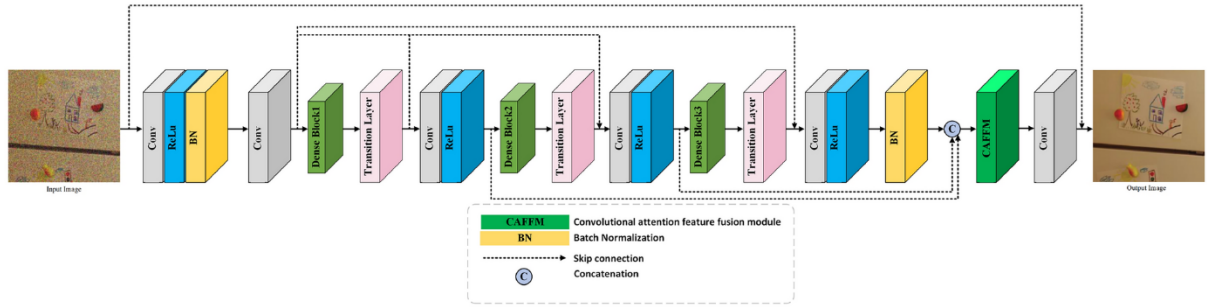 Conv
ReLu
BN
Conv
Dense Block1
Transition Layer
Conv
ReLu
Dense Block2
Transition Layer
Conv
ReLu
Dense Block3
Transition Layer
Conv
ReLu
BN
C
CAFFM
Conv
Input Image
Output Image
CAFFM Convolutional attention feature fusion module
BN Batch Normalization
Skip connection
C Concatenation